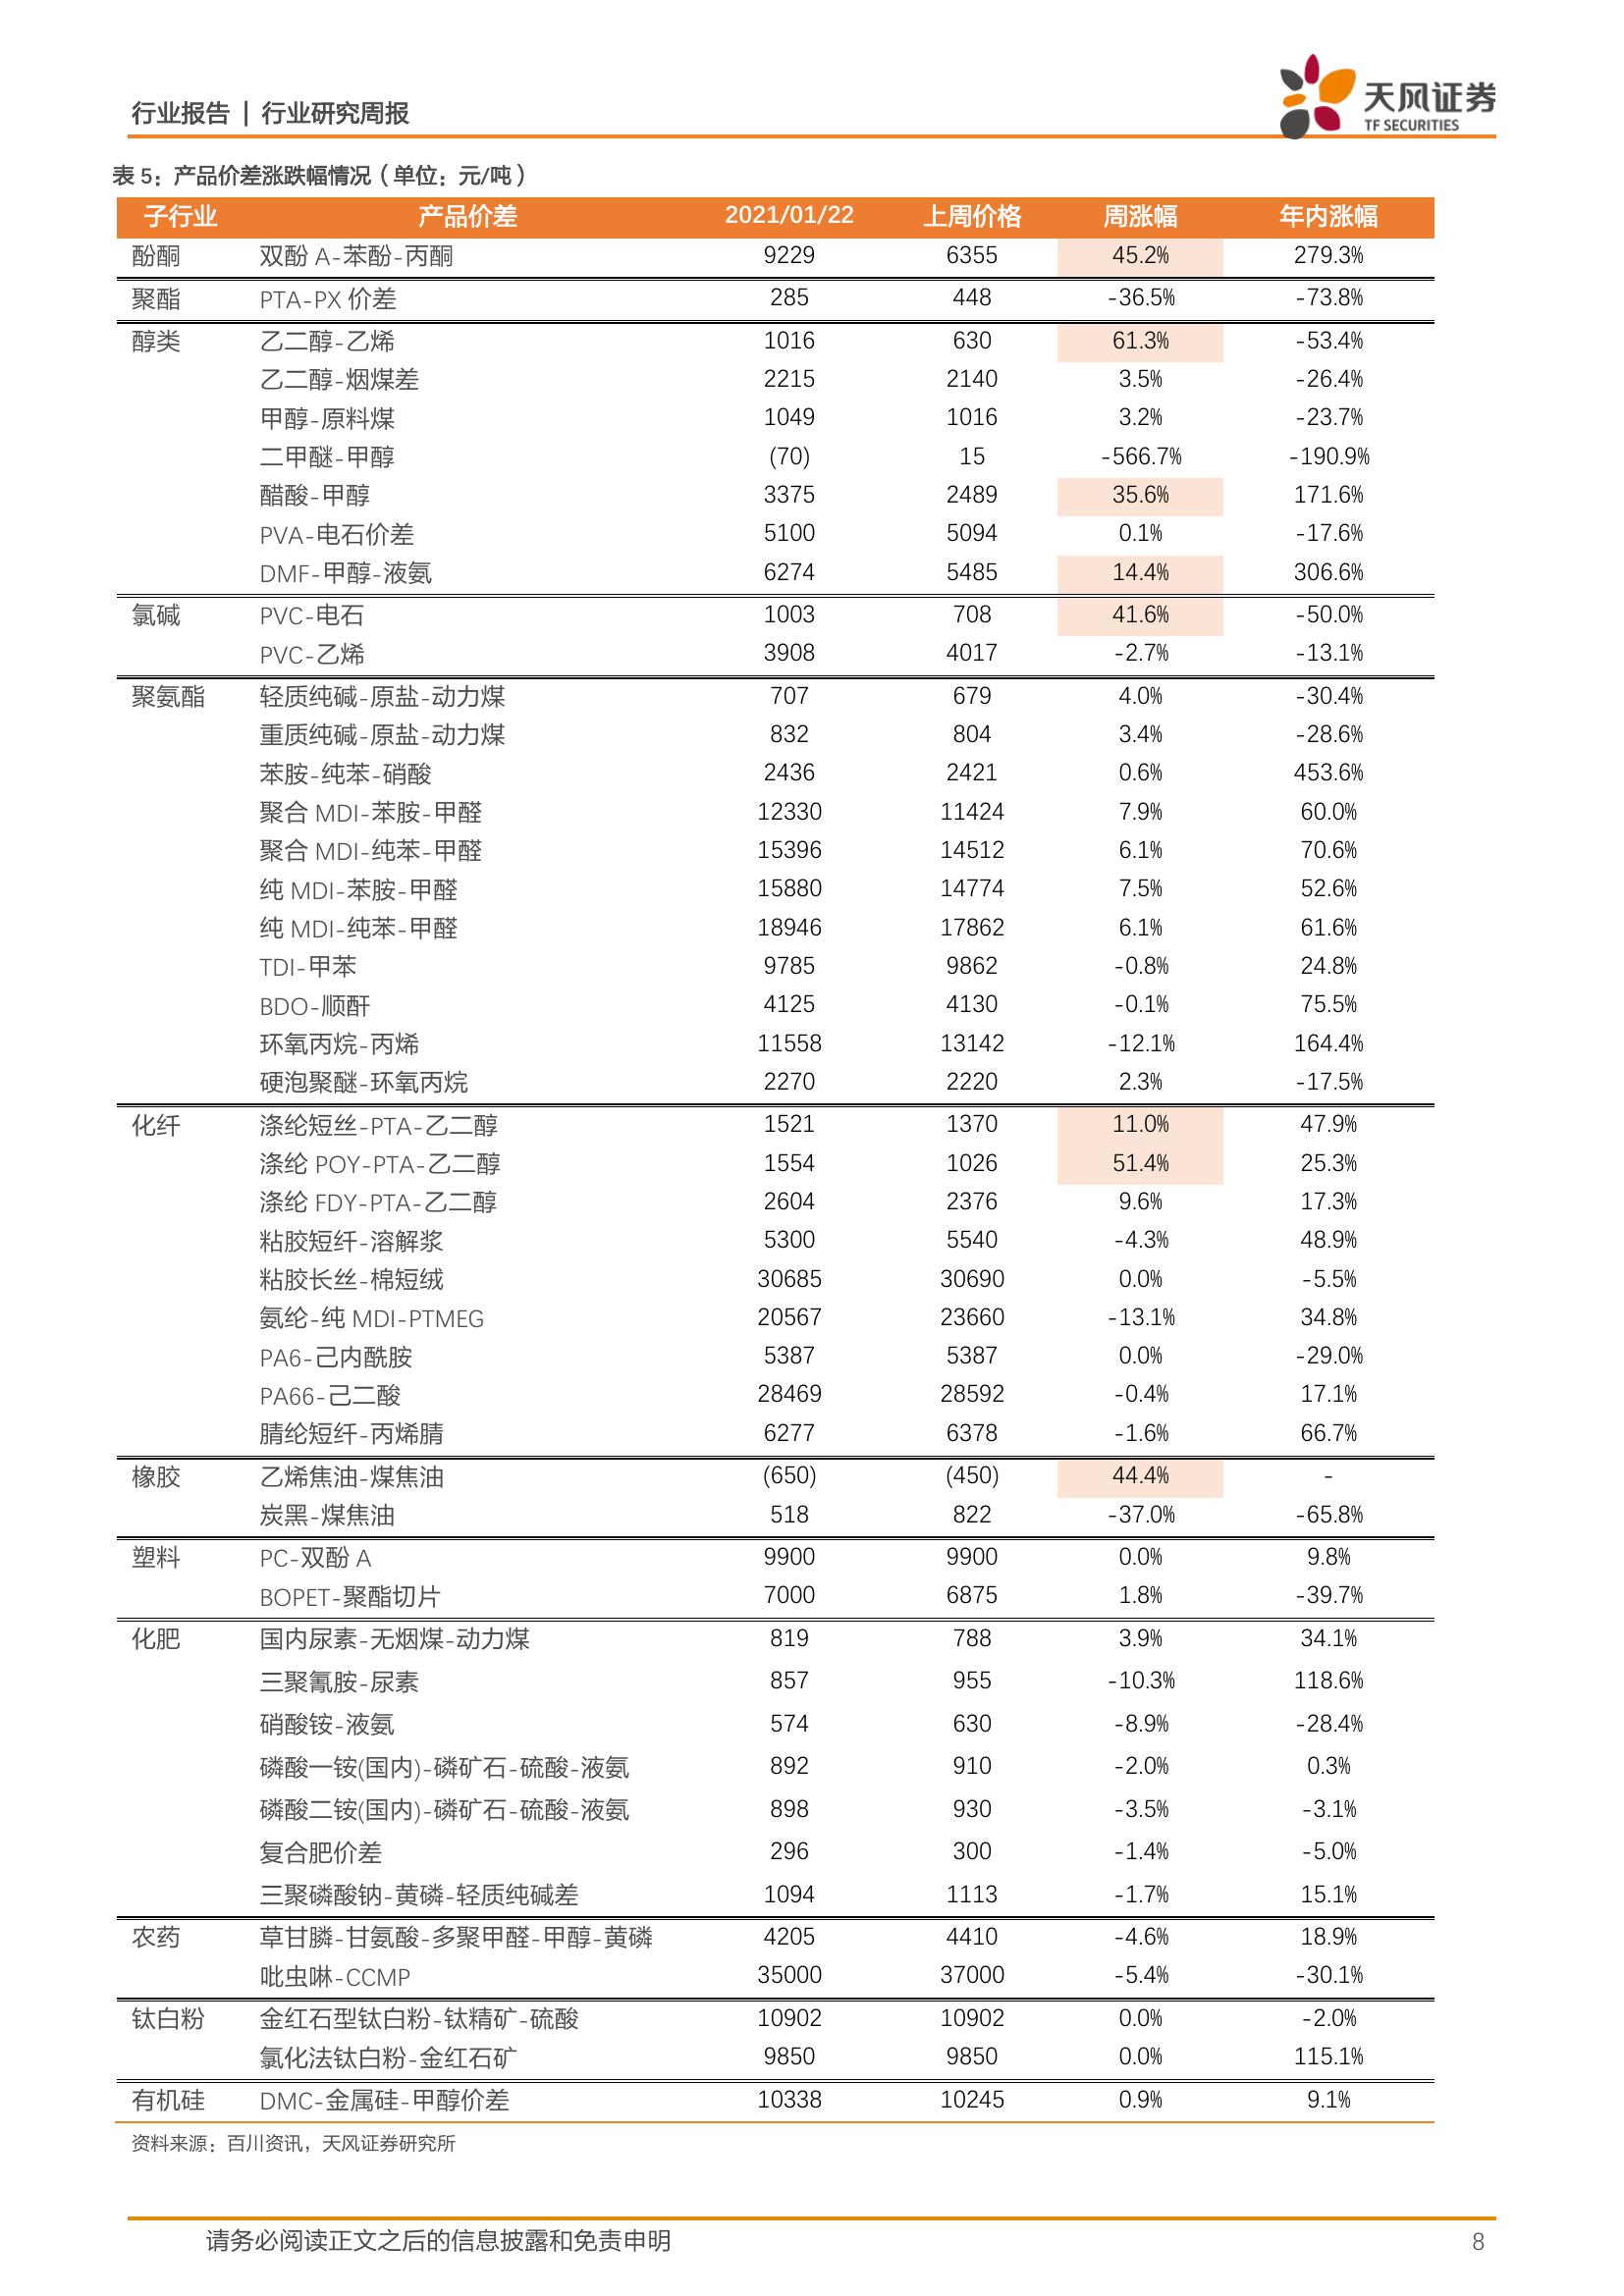 行业报告 | 行业研究周报
天风证券
TF SECURITIES
表 5：产品价差涨跌幅情况（单位：元/吨）
子行业 产品价差 2021/01/22 上周价格 周涨幅 年内涨幅
酚酮 双酚 A-苯酚-丙酮 9229 6355 45.2% 279.3%
聚酯 PTA-PX 价差 285 448 -36.5% -73.8%
醇类 乙二醇-乙烯 1016 630 61.3% -53.4%
乙二醇-烟煤差 2215 2140 3.5% -26.4%
甲醇-原料煤 1049 1016 3.2% -23.7%
二甲醚-甲醇 (70) 15 -566.7% -190.9%
醋酸-甲醇 3375 2489 35.6% 171.6%
PVA-电石价差 5100 5094 0.1% -17.6%
DMF-甲醇-液氨 6274 5485 14.4% 306.6%
氯碱 PVC-电石 1003 708 41.6% -50.0%
PVC-乙烯 3908 4017 -2.7% -13.1%
聚氨酯 轻质纯碱-原盐-动力煤 707 679 4.0% -30.4%
重质纯碱-原盐-动力煤 832 804 3.4% -28.6%
苯胺-纯苯-硝酸 2436 2421 0.6% 453.6%
聚合 MDI-苯胺-甲醛 12330 11424 7.9% 60.0%
聚合 MDI-纯苯-甲醛 15396 14512 6.1% 70.6%
纯 MDI-苯胺-甲醛 15880 14774 7.5% 52.6%
纯 MDI-纯苯-甲醛 18946 17862 6.1% 61.6%
TDI-甲苯 9785 9862 -0.8% 24.8%
BDO-顺酐 4125 4130 -0.1% 75.5%
环氧丙烷-丙烯 11558 13142 -12.1% 164.4%
硬泡聚醚-环氧丙烷 2270 2220 2.3% -17.5%
化纤 涤纶短丝-PTA-乙二醇 1521 1370 11.0% 47.9%
涤纶 POY-PTA-乙二醇 1554 1026 51.4% 25.3%
涤纶 FDY-PTA-乙二醇 2604 2376 9.6% 17.3%
粘胶短纤-溶解浆 5300 5540 -4.3% 48.9%
粘胶长丝-棉短绒 30685 30690 0.0% -5.5%
氨纶-纯 MDI-PTMEG 20567 23660 -13.1% 34.8%
PA6-己内酰胺 5387 5387 0.0% -29.0%
PA66-己二酸 28469 28592 -0.4% 17.1%
腈纶短纤-丙烯腈 6277 6378 -1.6% 66.7%
橡胶 乙烯焦油-煤焦油 (650) (450) 44.4% -
炭黑-煤焦油 518 822 -37.0% -65.8%
塑料 PC-双酚 A 9900 9900 0.0% 9.8%
BOPET-聚酯切片 7000 6875 1.8% -39.7%
化肥 国内尿素-无烟煤-动力煤 819 788 3.9% 34.1%
三聚氰胺-尿素 857 955 -10.3% 118.6%
硝酸铵-液氨 574 630 -8.9% -28.4%
磷酸一铵(国内)-磷矿石-硫酸-液氨 892 910 -2.0% 0.3%
磷酸二铵(国内)-磷矿石-硫酸-液氨 898 930 -3.5% -3.1%
复合肥价差 296 300 -1.4% -5.0%
三聚磷酸钠-黄磷-轻质纯碱差 1094 1113 -1.7% 15.1%
农药 草甘膦-甘氨酸-多聚甲醛-甲醇-黄磷 4205 4410 -4.6% 18.9%
吡虫啉-CCMP 35000 37000 -5.4% -30.1%
钛白粉 金红石型钛白粉-钛精矿-硫酸 10902 10902 0.0% -2.0%
氯化法钛白粉-金红石矿 9850 9850 0.0% 115.1%
有机硅 DMC-金属硅-甲醇价差 10338 10245 0.9% 9.1%
资料来源：百川资讯，天风证券研究所
请务必阅读正文之后的信息披露和免责申明 8